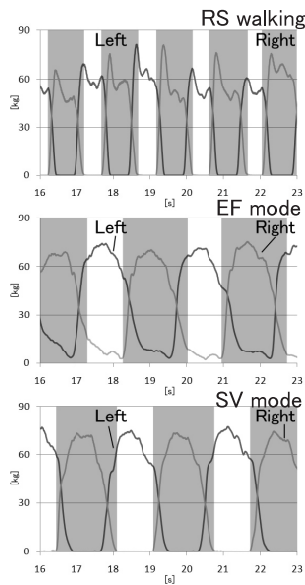 RS walking
90
Left
Right
60
[kg]
30
0
16 17 18 19 20 21 22 23
[s]
EF mode
90
Left
Right
60
[kg]
30
0
16 17 18 19 20 21 22 23
[s]
SV mode
90
Left
Right
60
[kg]
30
0
16 17 18 19 20 21 22 23
[s]